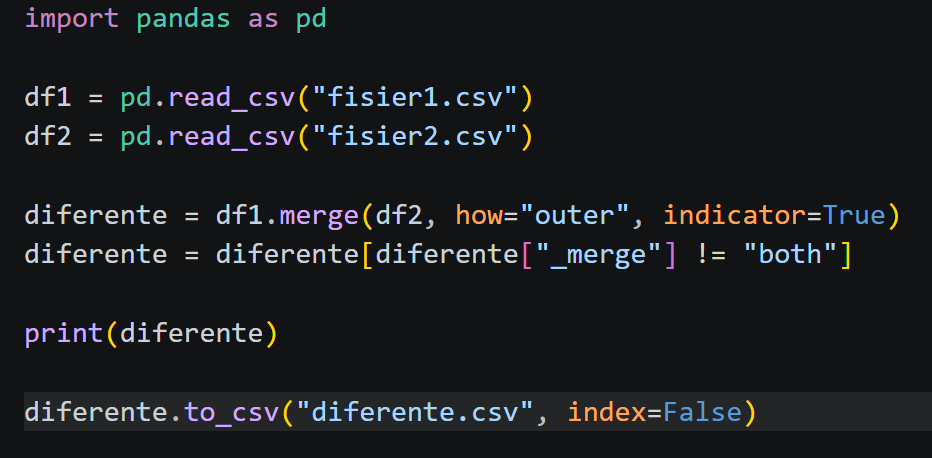 import pandas as pd
df1 = pd.read_csv("fisier1.csv")
df2 = pd.read_csv("fisier2.csv")
diferente = df1.merge(df2, how="outer", indicator=True)
diferente = diferente[diferente["_merge"] != "both"]
print(diferente)
diferente.to_csv("diferente.csv", index=False)